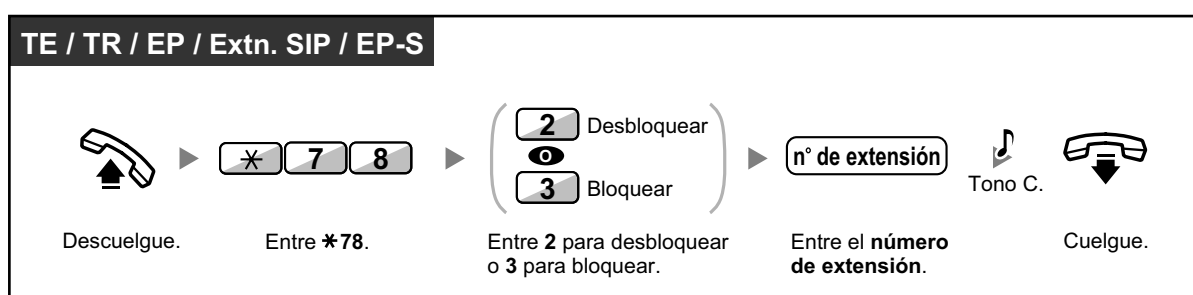 TE / TR / EP / Extn. SIP / EP-S
2 Desbloquear
o
3 Bloquear
* 7 8
n° de extensión
Tono C.
Descuelgue.
Entre *78.
Entre 2 para desbloquear
o 3 para bloquear.
Entre el número
de extensión.
Cuelgue.